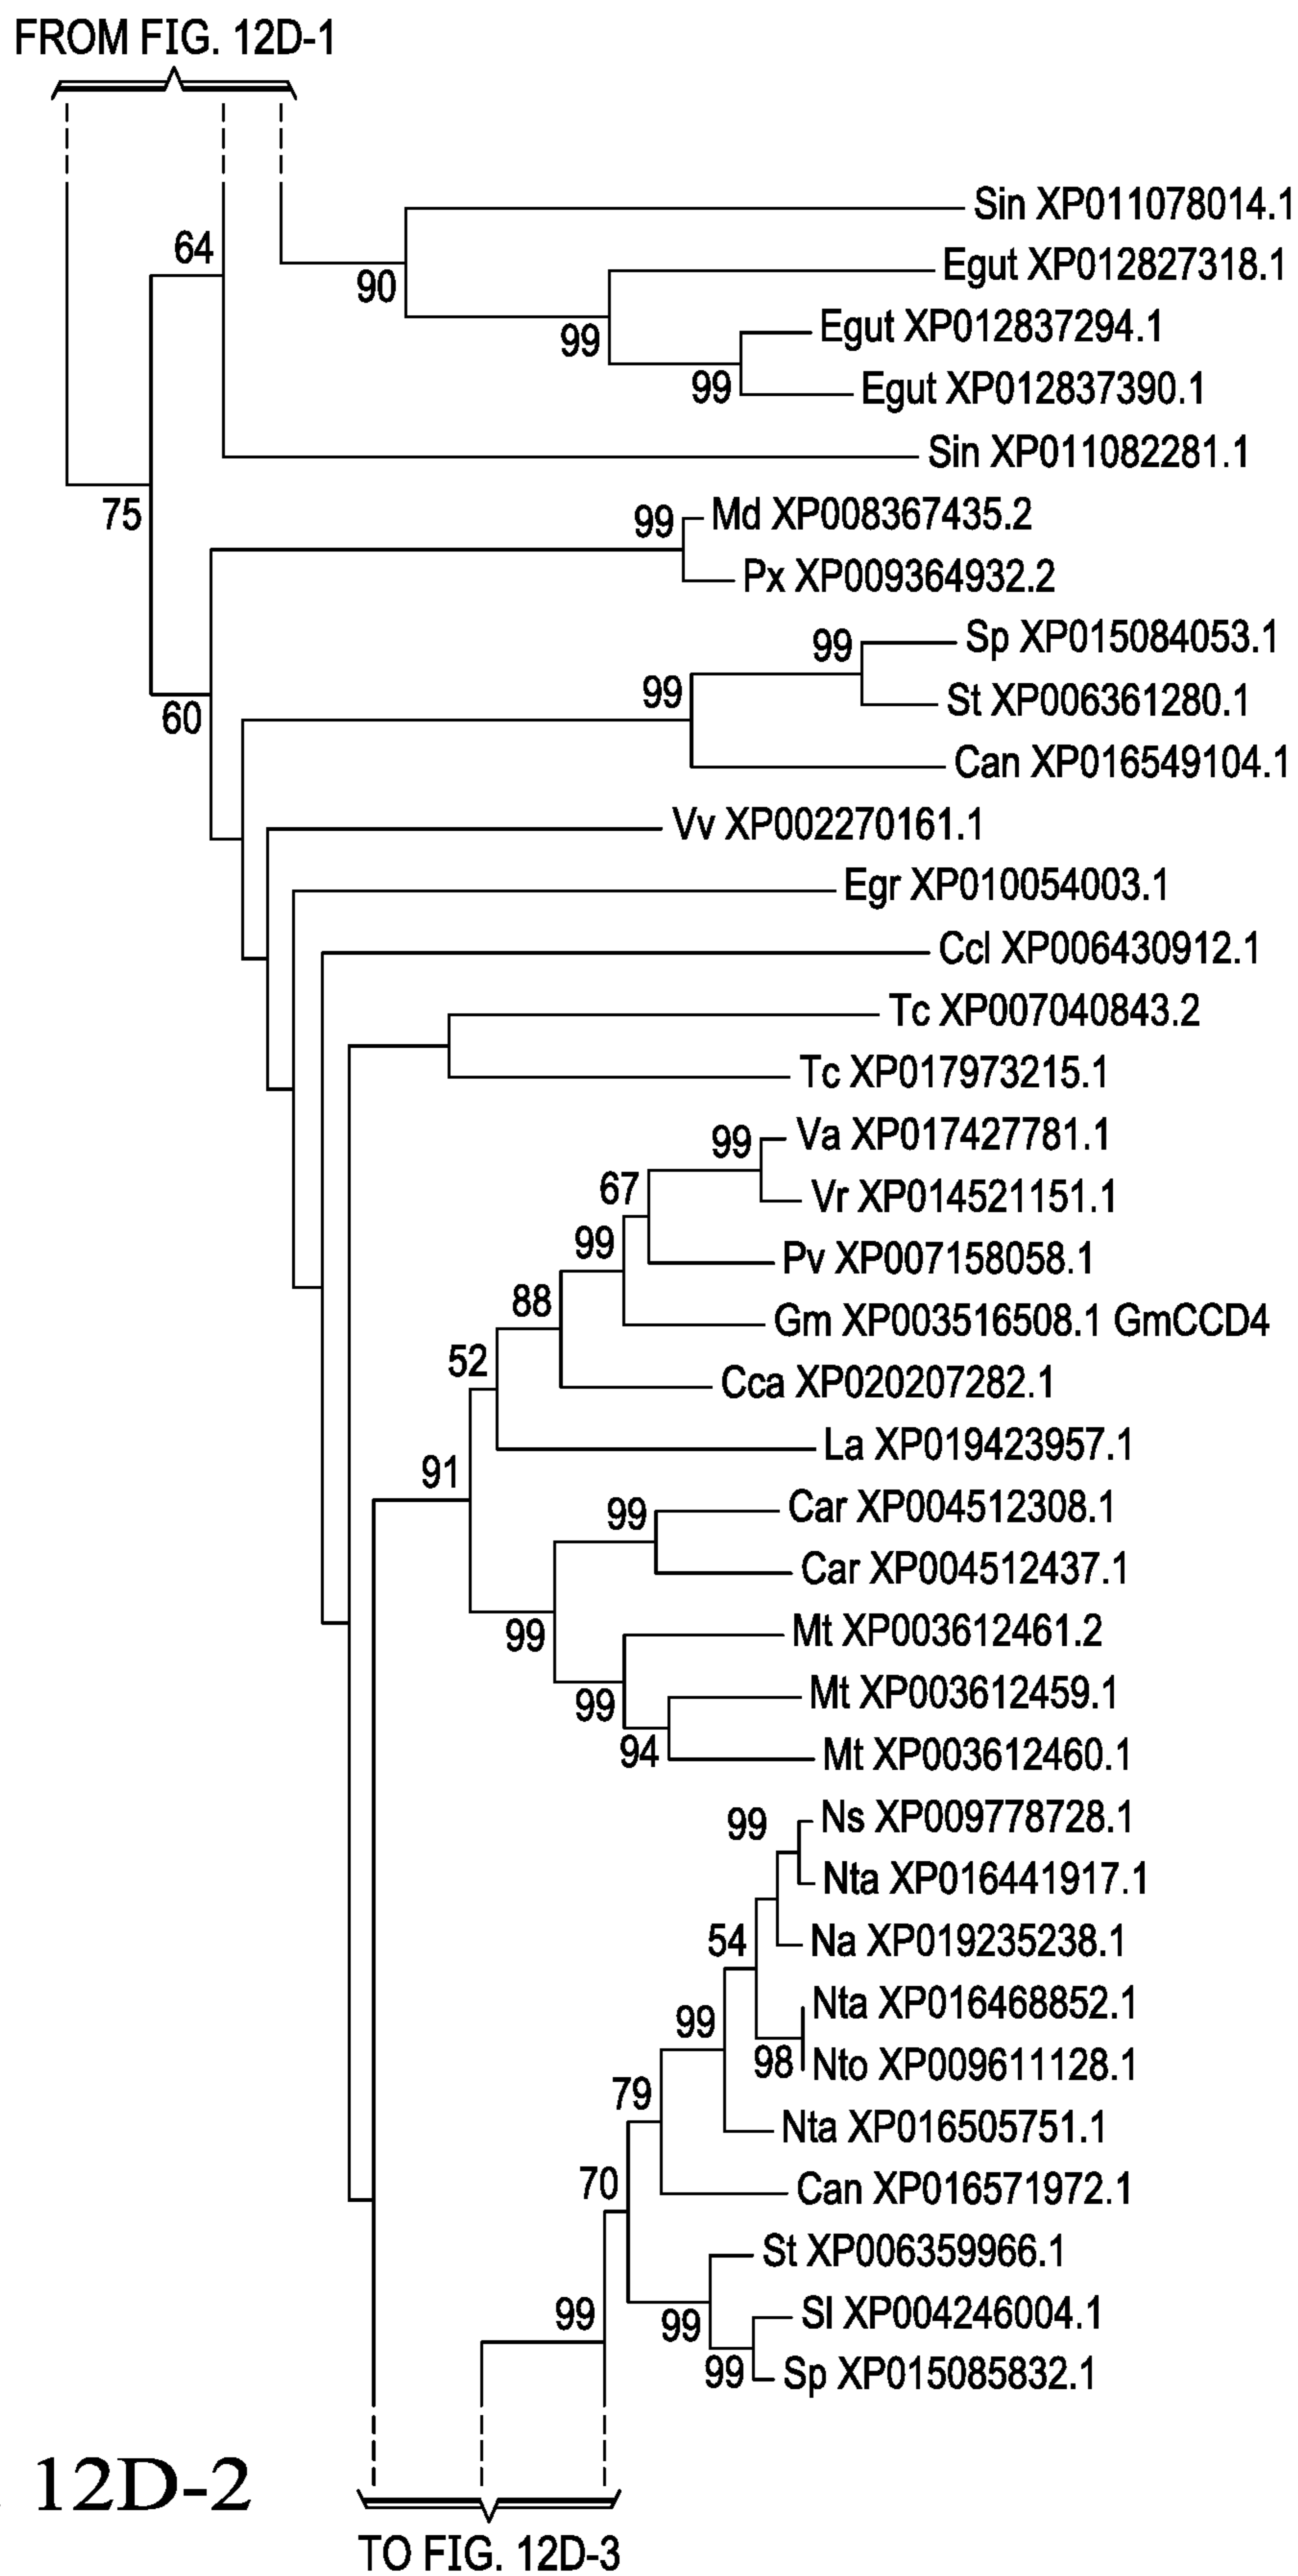 FROM FIG. 12D-1
Sin XP011078014.1
64
Egut XP012827318.1
90
Egut XP012837294.1
99
Egut XP012837390.1
99
Sin XP011082281.1
75
Md XP008367435.2
99
Px XP009364932.2
Sp XP015084053.1
99
St XP006361280.1
99
60
Can XP016549104.1
Vv XP002270161.1
Egr XP010054003.1
Ccl XP006430912.1
Tc XP007040843.2
Tc XP017973215.1
Va XP017427781.1
99
Vr XP014521151.1
67
Pv XP007158058.1
99
Gm XP003516508.1 GmCCD4
88
Cca XP020207282.1
52
La XP019423957.1
91
Car XP004512308.1
99
Car XP004512437.1
99
Mt XP003612461.2
Mt XP003612459.1
99
94
Mt XP003612460.1
Ns XP009778728.1
99
Nta XP016441917.1
Na XP019235238.1
54
Nta XP016468852.1
99
98
Nto XP009611128.1
79
Nta XP016505751.1
70
Can XP016571972.1
St XP006359966.1
99
Sl XP004246004.1
99
99
Sp XP015085832.1
12D-2
TO FIG. 12D-3